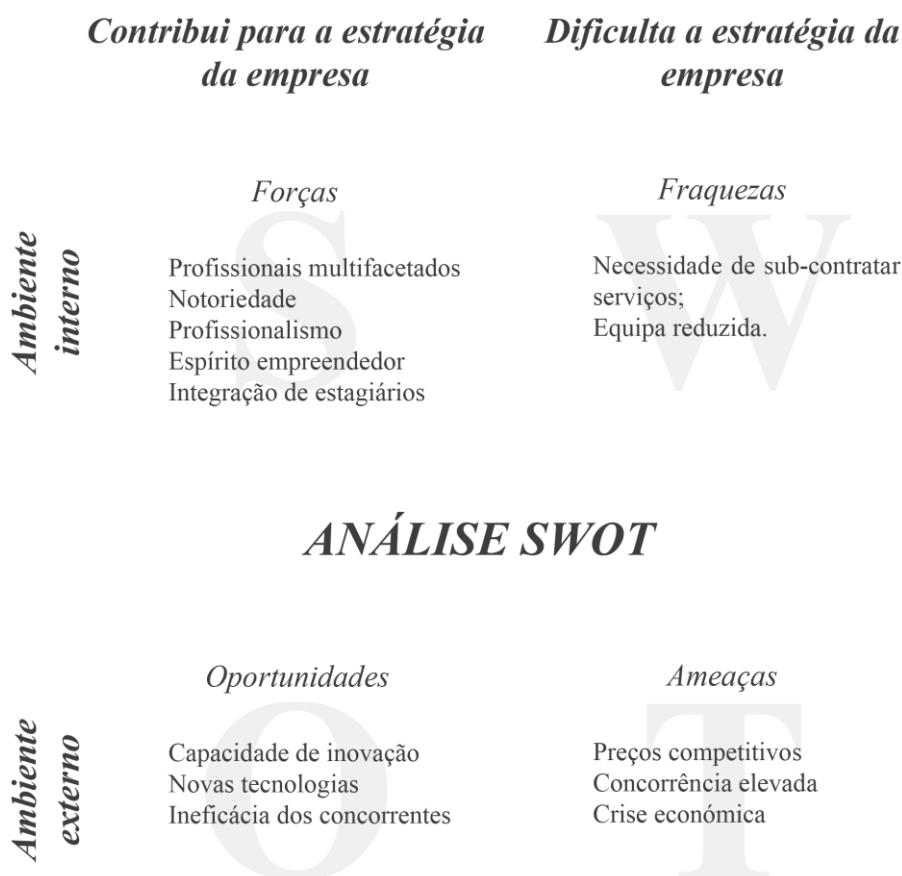 Contribui para a estratégia
da empresa
Dificulta a estratégia da
empresa
Ambiente
interno
Forças
S
Profissionais multifacetados
Notoriedade
Profissionalismo
Espírito empreendedor
Integração de estagiários
Fraquezas
W
Necessidade de sub-contratar
serviços;
Equipa reduzida.
ANÁLISE SWOT
Ambiente
externo
Oportunidades
O
Capacidade de inovação
Novas tecnologias
Ineficácia dos concorrentes
Ameaças
T
Preços competitivos
Concorrência elevada
Crise económica